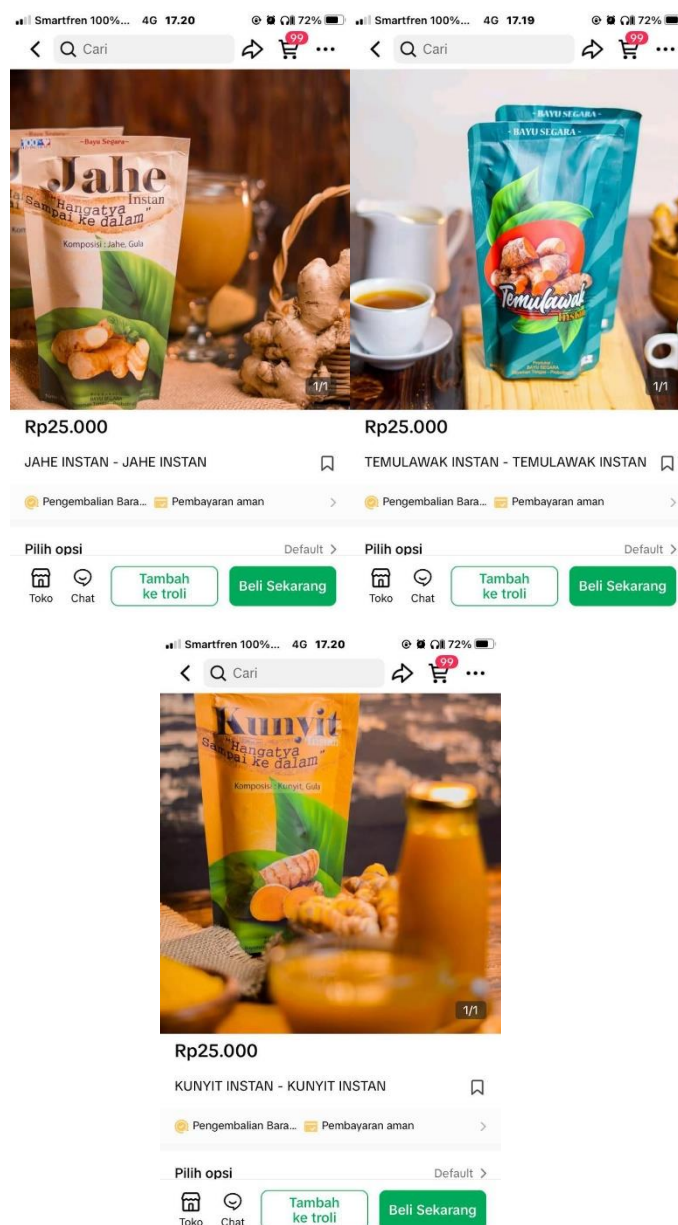 Smartfren 100%... 4G 17.20 72%
Cari
99
100%
~Bayu Segara~
Jahe
Instan
"Hangatya
Sampai ke dalam"
Komposisi : Jahe, Gula
1/1
Rp25.000
JAHE INSTAN - JAHE INSTAN
Pengembalian Bara... Pembayaran aman
Pilih opsi Default
Toko Chat
Tambah
ke troli
Beli Sekarang
Smartfren 100%... 4G 17.19 72%
Cari
99
- BAYU SEGARA -
- BAYU SEGARA -
Temulawak
Instan
BAYU SEGARA
1/1
Rp25.000
TEMULAWAK INSTAN - TEMULAWAK INSTAN
Pengembalian Bara... Pembayaran aman
Pilih opsi Default
Toko Chat
Tambah
ke troli
Beli Sekarang
Smartfren 100%... 4G 17.20 72%
Cari
99
Kunyit
"Hangatya
Sampai ke dalam"
Komposisi : Kunyit, Gula
1/1
Rp25.000
KUNYIT INSTAN - KUNYIT INSTAN
Pengembalian Bara... Pembayaran aman
Pilih opsi Default
Toko Chat
Tambah
ke troli
Beli Sekarang